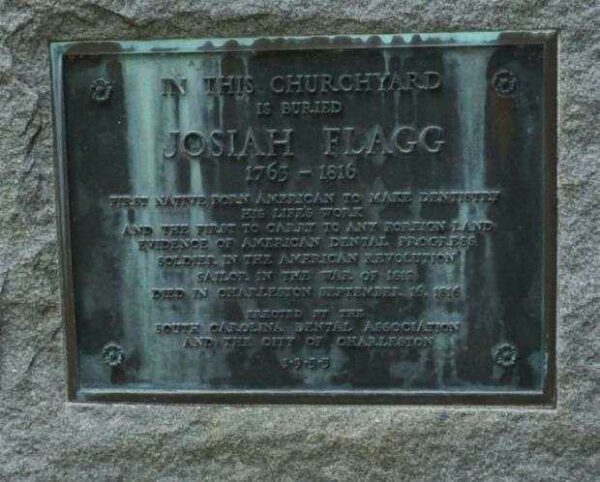 IN THIS CHURCHYARD
IS BURIED
JOSIAH FLAGG
1763 - 1816
FIRST NATIVE BORN AMERICAN TO MAKE DENTISTRY
HIS LIFE'S WORK
AND THE FIRST TO CARRY TO ANY FOREIGN LAND
EVIDENCE OF AMERICAN DENTAL PROGRESS
SOLDIER IN THE AMERICAN REVOLUTION
SAILOR IN THE WAR OF 1812
DIED IN CHARLESTON SEPTEMBER 1816
ERECTED BY THE
SOUTH CAROLINA DENTAL ASSOCIATION
AND THE CITY OF CHARLESTON